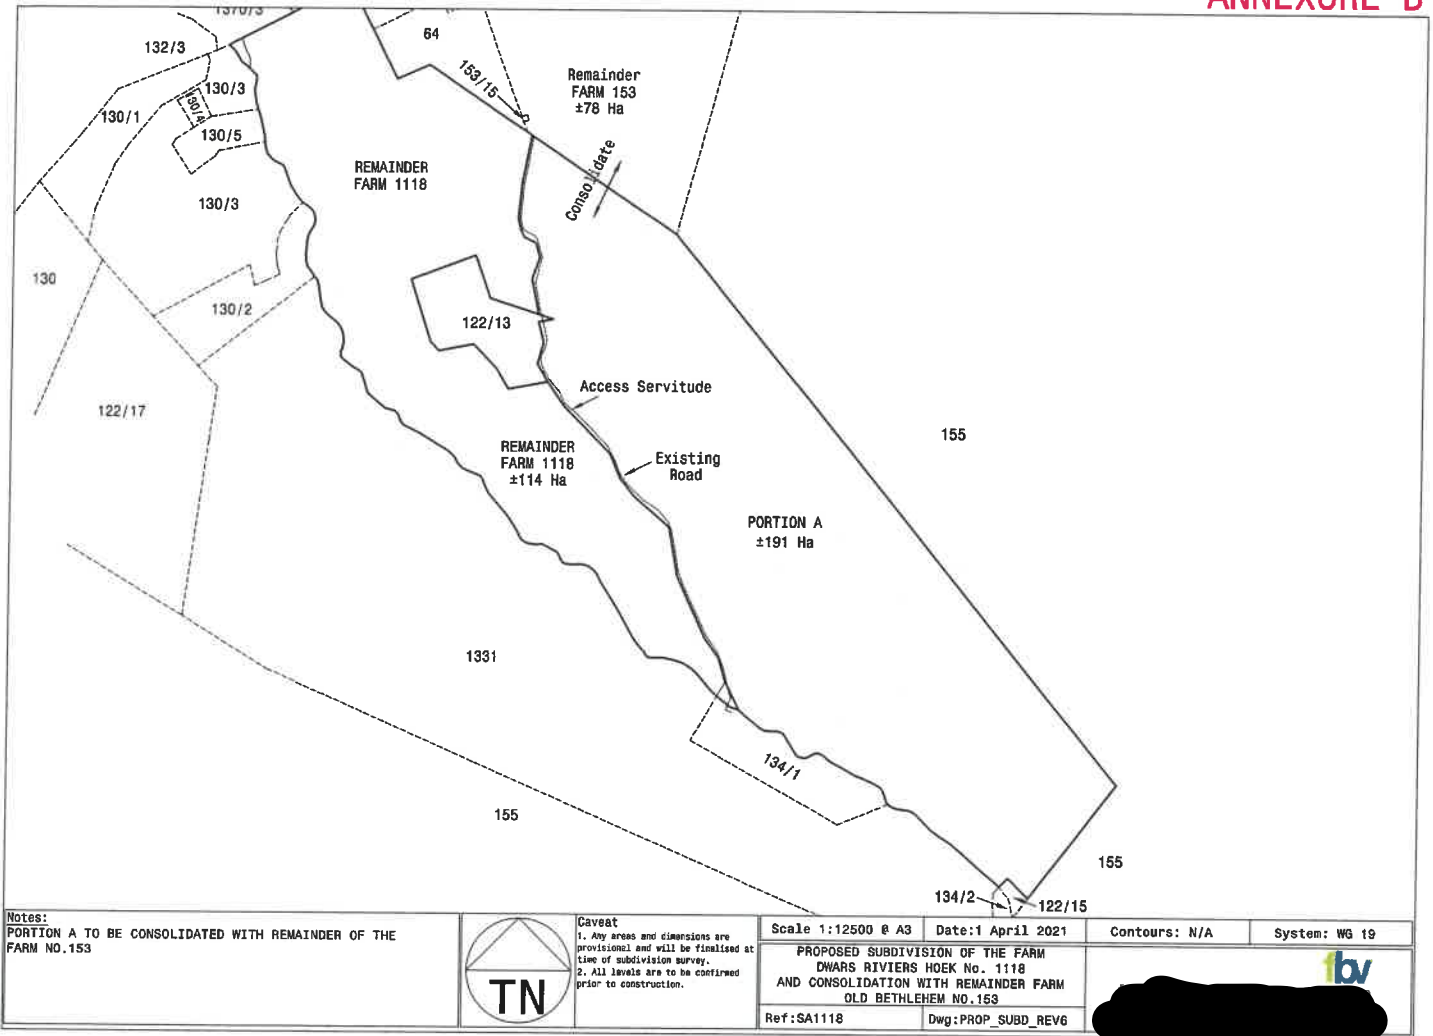 ANNEXURE B
1370/3
132/3
64
130/3
153/15
Remainder
FARM 153
±78 Ha
130/1
130/4
130/5
Consolidate
REMAINDER
FARM 1118
130/3
130
130/2
122/13
122/17
Access Servitude
155
REMAINDER
FARM 1118
±114 Ha
Existing
Road
PORTION A
±191 Ha
1331
134/1
155
155
134/2
122/15
Notes:
PORTION A TO BE CONSOLIDATED WITH REMAINDER OF THE
FARM NO.153
TN
Caveat
1. Any areas and dimensions are
provisional and will be finalised at
time of subdivision survey.
2. All levels are to be confirmed
prior to construction.
Scale 1:12500 @ A3
Date:1 April 2021
Contours: N/A
System: WG 19
PROPOSED SUBDIVISION OF THE FARM
DWARS RIVIERS HOEK No. 1118
AND CONSOLIDATION WITH REMAINDER FARM
OLD BETHLEHEM NO.153
Ref:SA1118
Dwg:PROP_SUBD_REV6
fbv